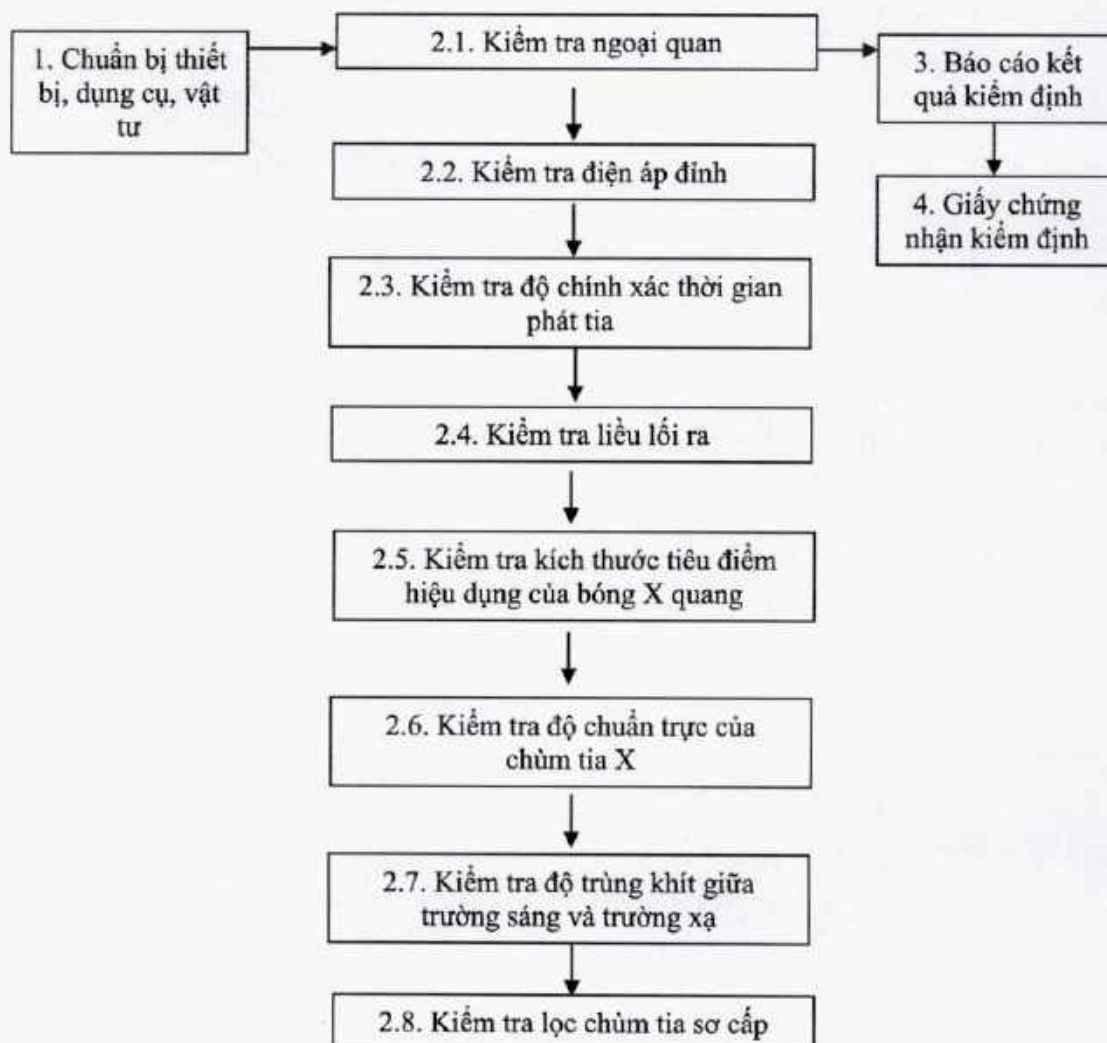 1. Chuẩn bị thiết
bị, dụng cụ, vật
tư
2.1. Kiểm tra ngoại quan
2.2. Kiểm tra điện áp đỉnh
2.3. Kiểm tra độ chính xác thời gian
phát tia
2.4. Kiểm tra liều lối ra
2.5. Kiểm tra kích thước tiêu điểm
hiệu dụng của bóng X quang
2.6. Kiểm tra độ chuẩn trực của
chùm tia X
2.7. Kiểm tra độ trùng khít giữa
trường sáng và trường xạ
2.8. Kiểm tra lọc chùm tia sơ cấp
3. Báo cáo kết
quả kiểm định
4. Giấy chứng
nhận kiểm định